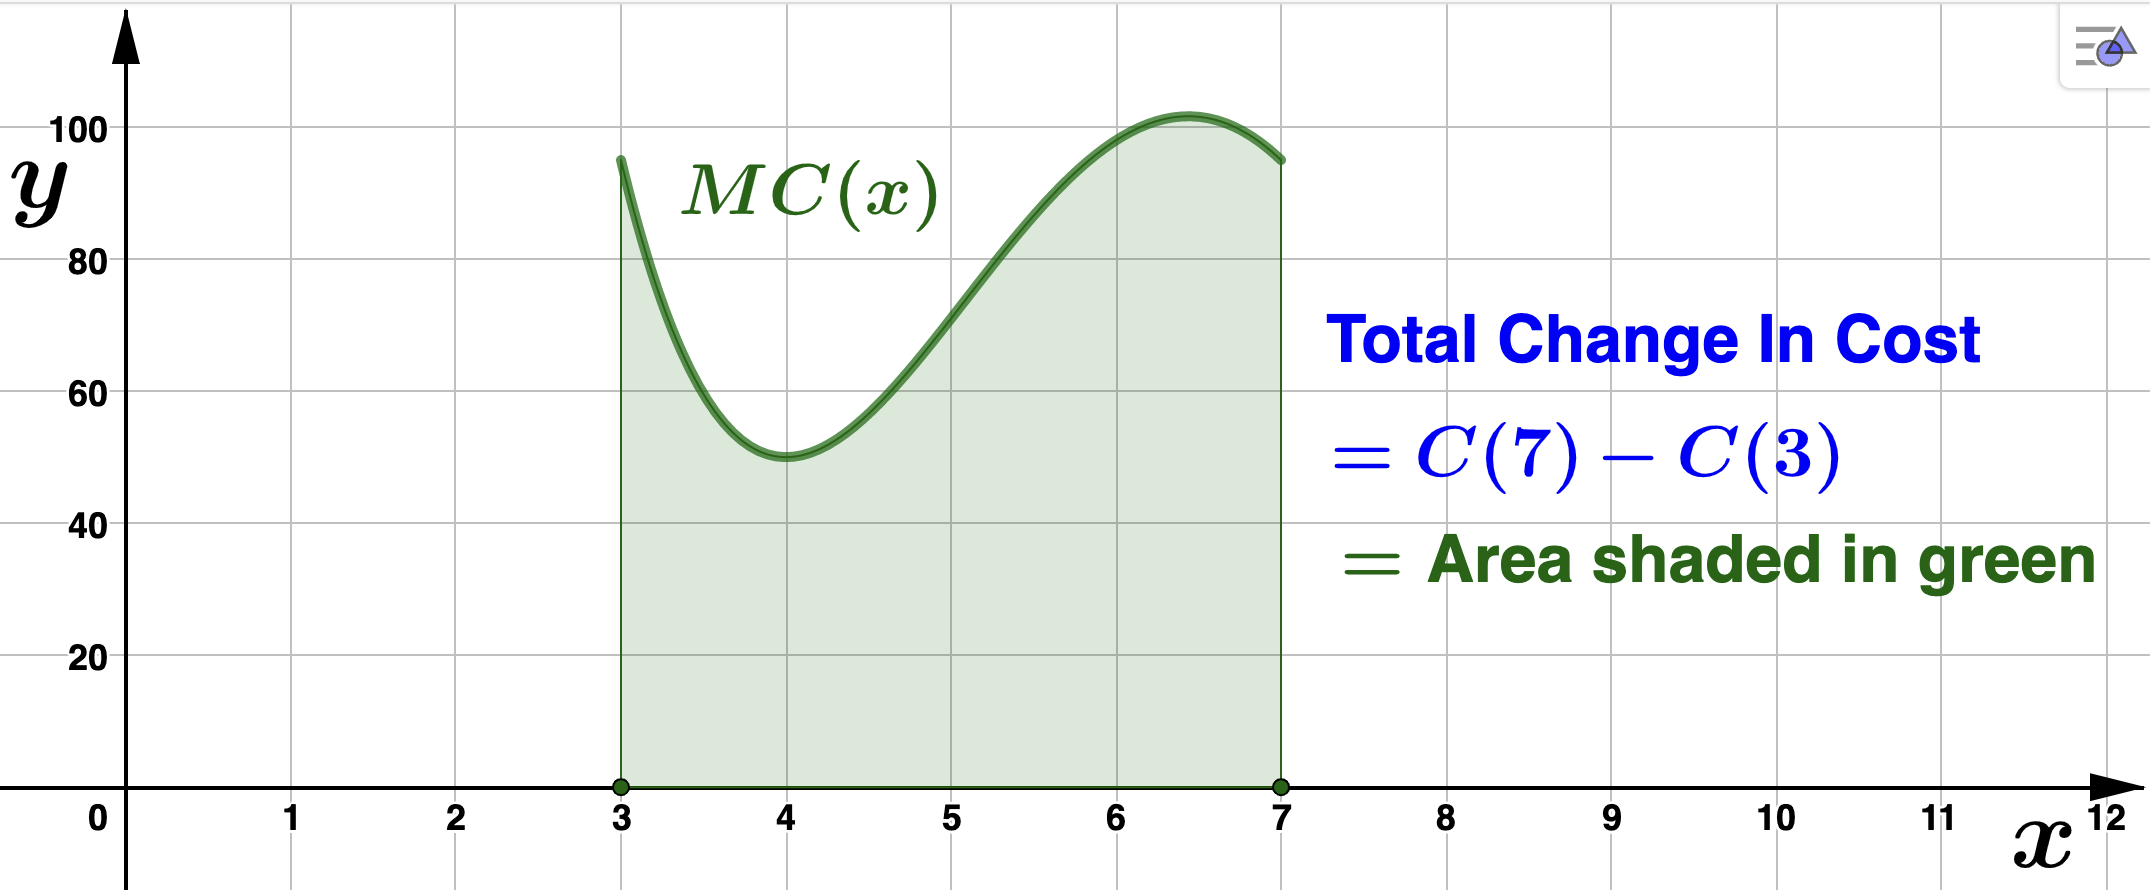 y
100
80
60
40
20
0
MC(x)
Total Change In Cost
= C(7) − C(3)
= Area shaded in green
1 2 3 4 5 6 7 8 9 10 11 12
x